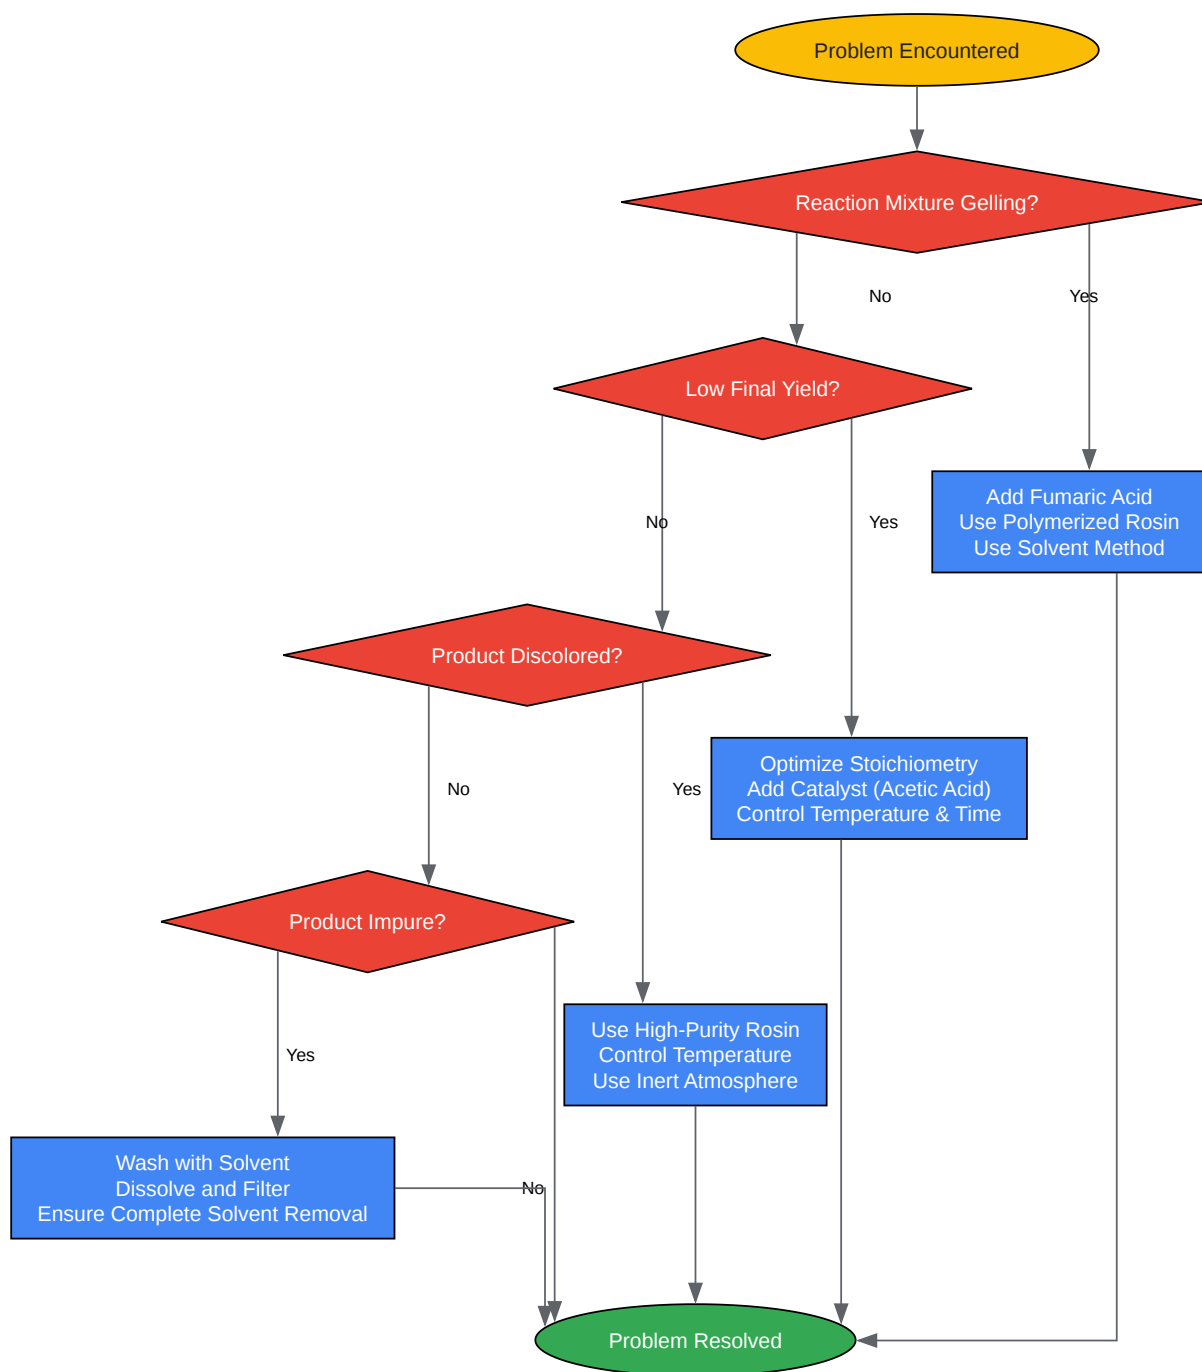 Problem Encountered
Reaction Mixture Gelling?
No
Yes
Low Final Yield?
Add Fumaric Acid
Use Polymerized Rosin
Use Solvent Method
No
Yes
Product Discolored?
Optimize Stoichiometry
Add Catalyst (Acetic Acid)
Control Temperature & Time
No
Yes
Product Impure?
Use High-Purity Rosin
Control Temperature
Use Inert Atmosphere
Yes
Wash with Solvent
Dissolve and Filter
Ensure Complete Solvent Removal
No
Problem Resolved